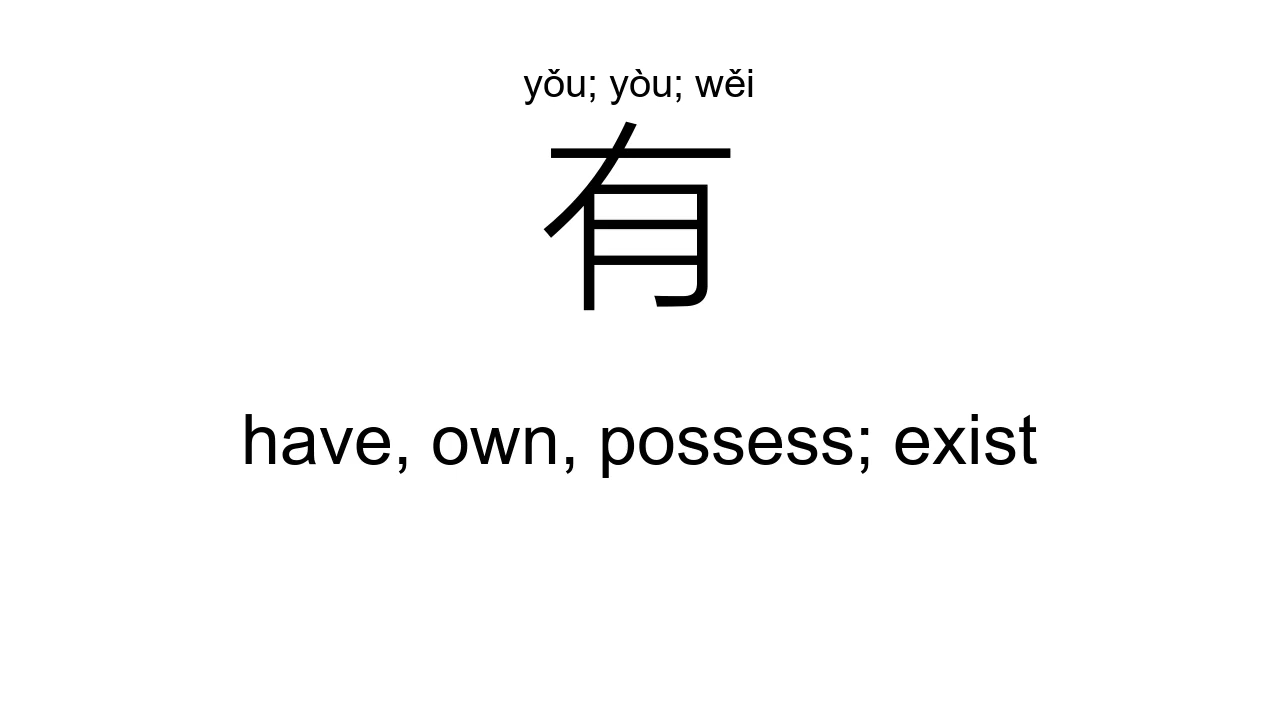 yǒu; yòu; wěi
有
have, own, possess; exist